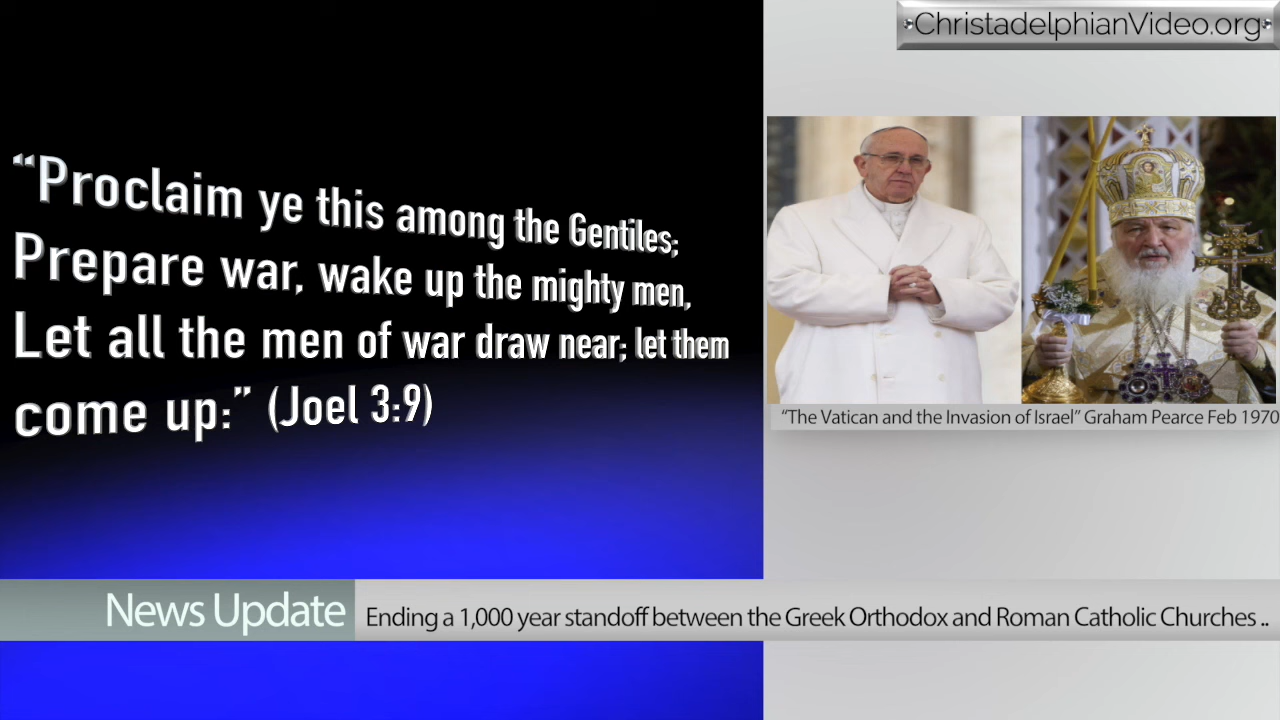 ChristadelphianVideo.org
“Proclaim ye this among the Gentiles;
Prepare war, wake up the mighty men,
Let all the men of war draw near; let them
come up:” (Joel 3:9)
“The Vatican and the Invasion of Israel” Graham Pearce Feb 1970
News Update
Ending a 1,000 year standoff between the Greek Orthodox and Roman Catholic Churches ..